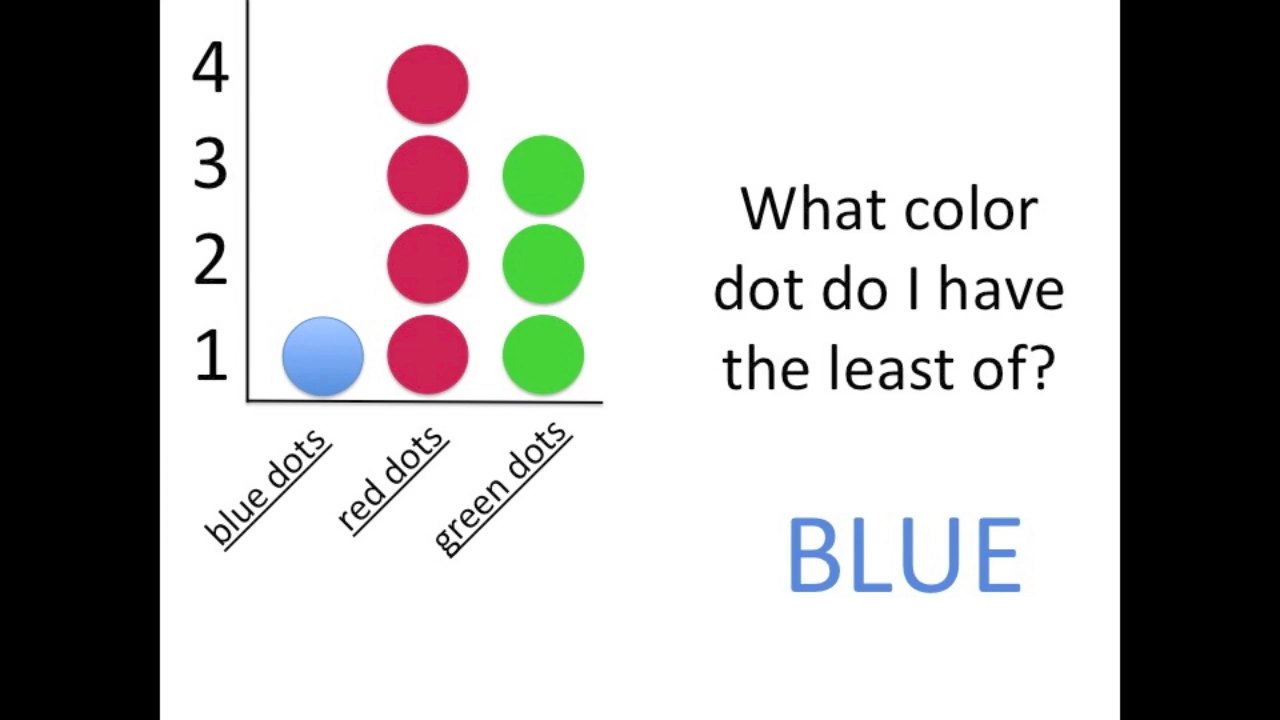 4
3
2
1
blue dots
red dots
green dots
What color
dot do I have
the least of?
BLUE